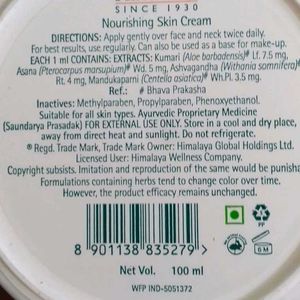 SINCE 1930
Nourishing Skin Cream
DIRECTIONS: Apply gently over face and neck twice daily.
For best results, use regularly. Can also be used as a base for make-up.
EACH 1 ml CONTAINS: EXTRACTS: Kumari (Aloe barbadensis)# Lf. 7.5 mg,
Asana (Pterocarpus marsupium)# Wd. 5 mg, Ashvagandha (Withania somnifera)#
Rt. 4 mg, Mandukaparni (Centella asiatica)# Wh.Pl. 3.5 mg.
Ref.: # Bhava Prakasha
Inactives: Methylparaben, Propylparaben, Phenoxyethanol.
Suitable for all skin types. Ayurvedic Proprietary Medicine
(Saundarya Prasadak) FOR EXTERNAL USE ONLY. Store in a cool and dry place,
away from direct heat and sunlight. Do not refrigerate.
® Regd. Trade Mark, Trade Mark Owner: Himalaya Global Holdings Ltd.
Licensed User: Himalaya Wellness Company.
Copyright subsists. Imitation or reproduction of the same would be punisha
Formulations containing herbs tend to change color over time.
However, the product efficacy remains unchanged.
PP
6 M
8 901138 835279 >
Net Vol. 100 ml
WFP IND-5051372